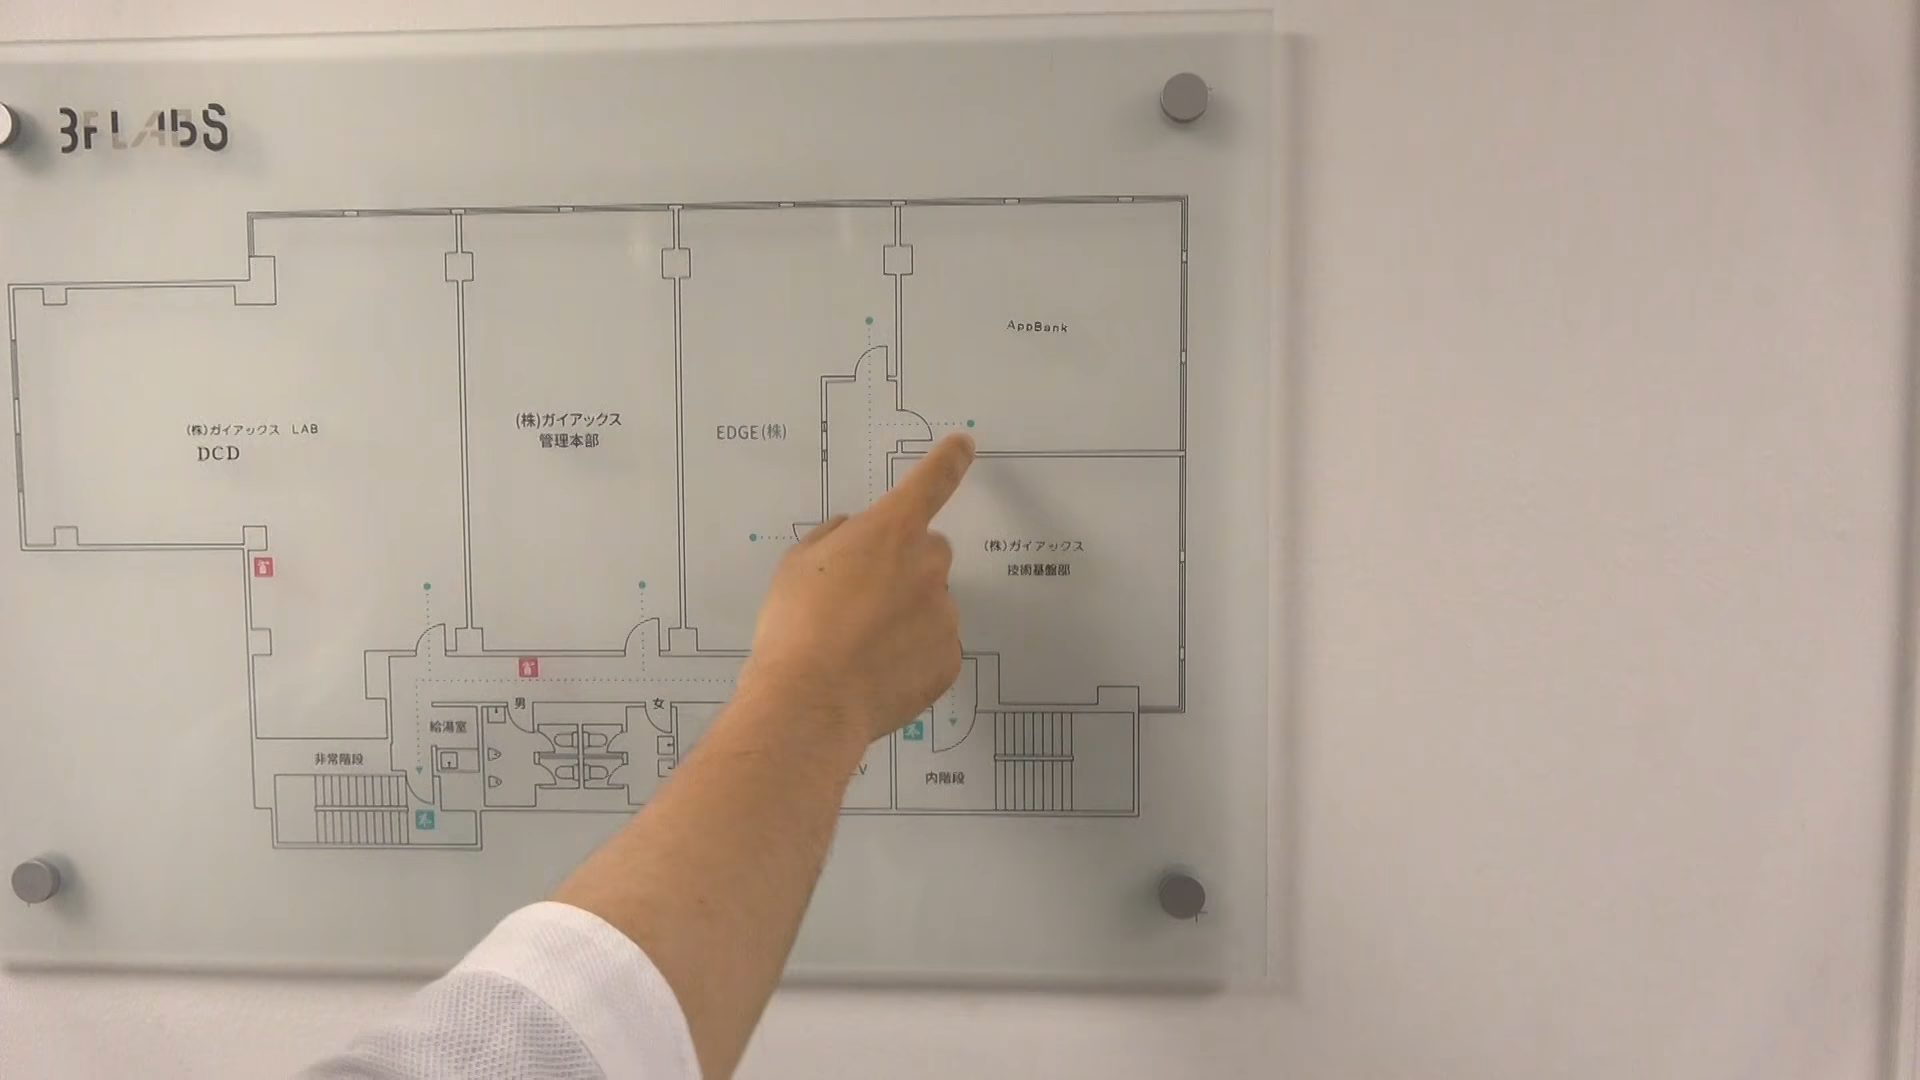 3F LABS
AppBank
(株)ガイアックス LAB
DCD
(株)ガイアックス
管理本部
EDGE(株)
(株)ガイアックス
技術基盤部
男
女
給湯室
非常階段
内階段